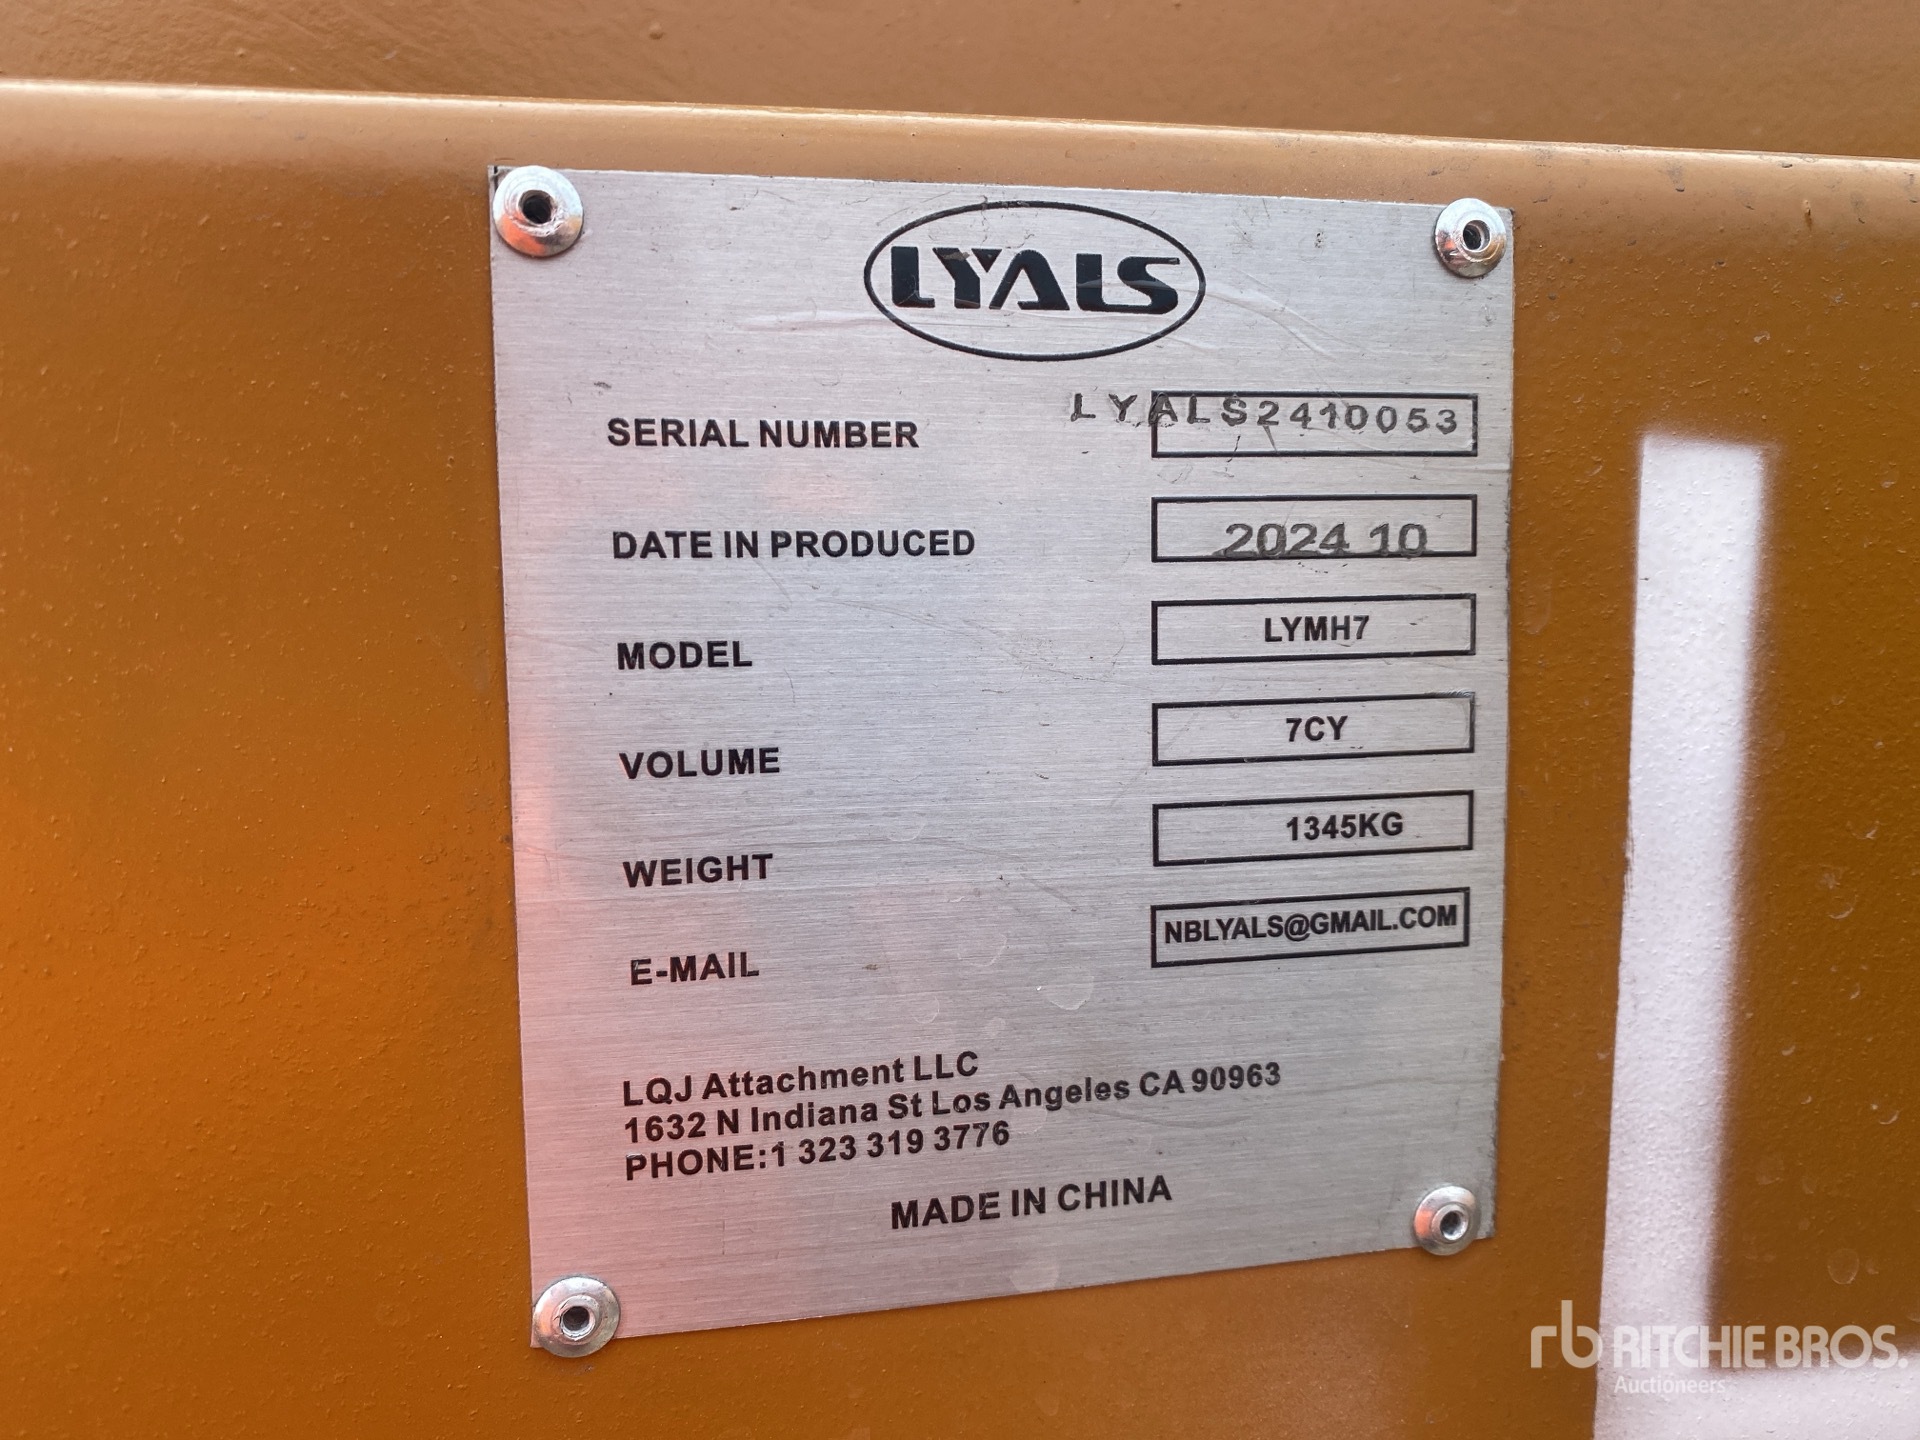 LYALS
SERIAL NUMBER LYALS2410053
DATE IN PRODUCED 2024 10
MODEL LYMH7
VOLUME 7CY
WEIGHT 1345KG
E-MAIL NBLYALS@GMAIL.COM
LQJ Attachment LLC
1632 N Indiana St Los Angeles CA 90963
PHONE:1 323 319 3776
MADE IN CHINA
rb RITCHIE BROS.
Auctioneers